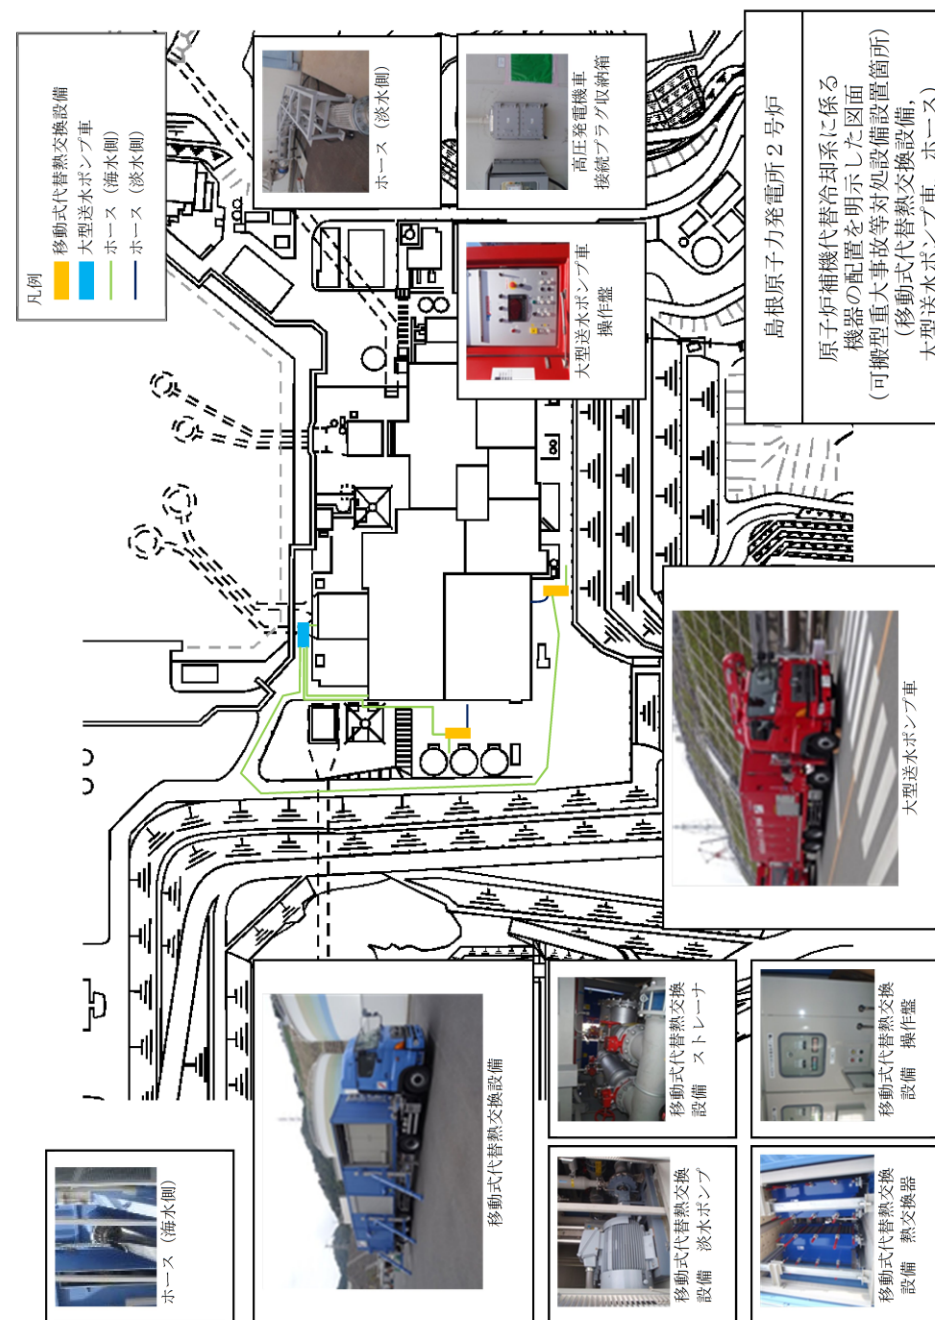 凡例
移動式代替熱交換設備
大型送水ポンプ車
ホース (海水側)
ホース (淡水側)
ホース (淡水側)
高圧発電機車
接続プラグ収納箱
大型送水ポンプ車
操作盤
島根原子力発電所２号炉
原子炉補機代替冷却系に係る
機器の配置を明示した図面
(可搬型重大事故等対処設備設置箇所)
(移動式代替熱交換設備,
大型送水ポンプ車, ホース)
大型送水ポンプ車
ホース (海水側)
移動式代替熱交換設備
移動式代替熱交換
設備 ストレーナ
移動式代替熱交換
設備 操作盤
移動式代替熱交換
設備 淡水ポンプ
移動式代替熱交換
設備 熱交換器